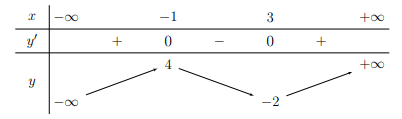 x −∞ −1 3 +∞
y′ + 0 − 0 +
4 +∞
y
−∞ −2